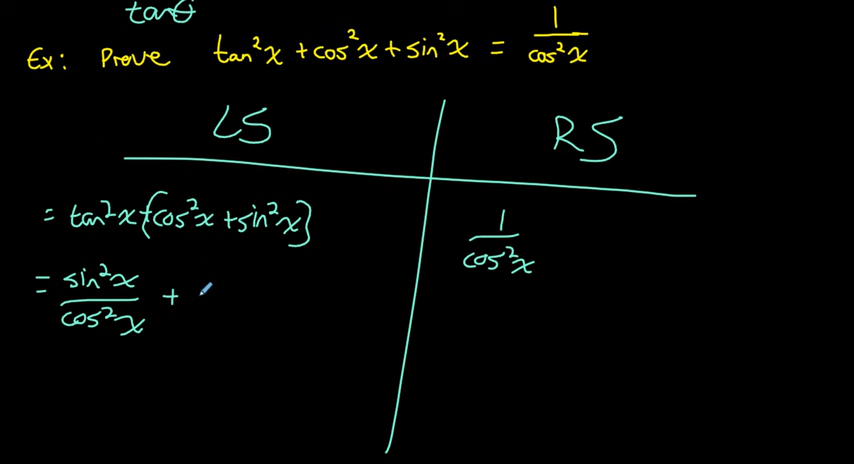 tanθ
Ex: Prove tan²x + cos²x + sin²x = 1/cos²x
LS RS
= tan²x + (cos²x + sin²x)
1/cos²x
= sin²x/cos²x +